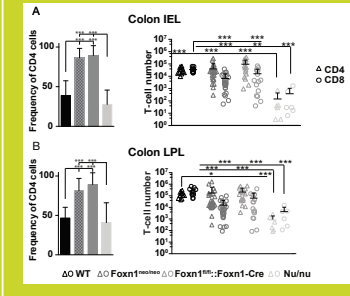 A
Colon IEL
Frequency of CD4 cells
100
50
0
*** ***
*** ***
T-cell number
10⁶
10⁵
10⁴
10³
10²
10¹
10⁰
*** ***
*** **
*** *** *** ***
△ CD4
○ CD8
B
Colon LPL
Frequency of CD4 cells
100
50
0
*** ***
*** ***
T-cell number
10⁶
10⁵
10⁴
10³
10²
10¹
10⁰
***
*** ***
* ***
△○ WT △○ Foxn1ⁿᵉᵒ/ⁿᵉᵒ △○ Foxn1ᶠˡ/ᶠˡ::Foxn1-Cre △○ Nu/nu